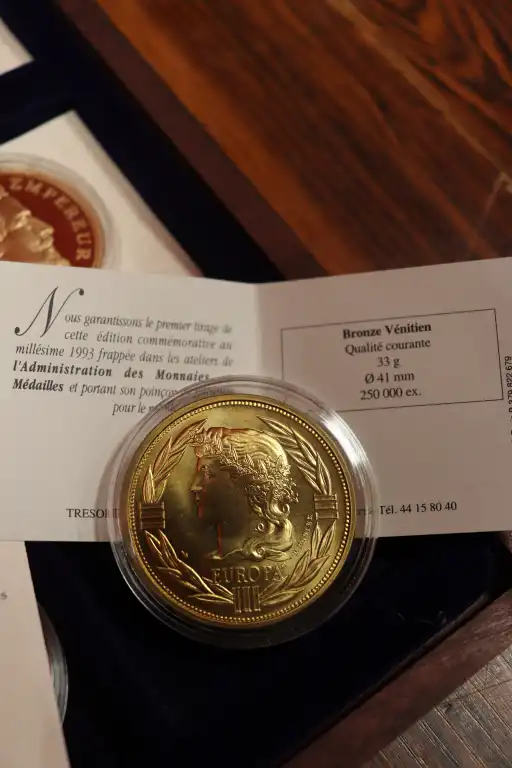 EMPEREUR
Nous garantissons le premier tirage de
cette édition commémorative au
millésime 1993 frappée dans les ateliers de
l'Administration des Monnaies
Médailles et portant son poinçon
pour le
TRESOR
Bronze Vénitien
Qualité courante
33 g
Ø 41 mm
250 000 ex.
Tél. 44 15 80 40
EUROPA